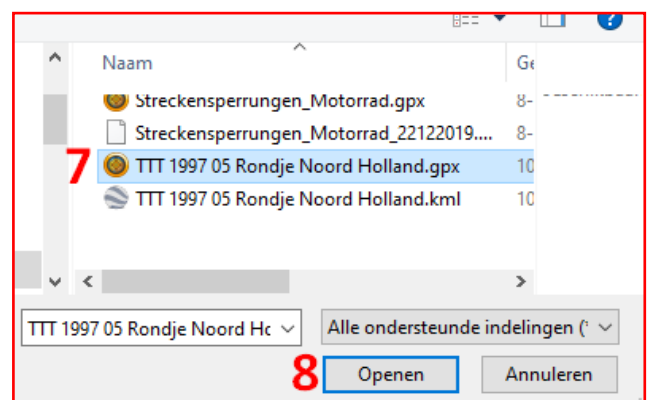 ?
Naam Ge
Streckensperrungen_Motorrad.gpx 8-
Streckensperrungen_Motorrad_22122019.... 8-
7 TTT 1997 05 Rondje Noord Holland.gpx 10
TTT 1997 05 Rondje Noord Holland.kml 10
TTT 1997 05 Rondje Noord Hc Alle ondersteunde indelingen (*
8 Openen Annuleren